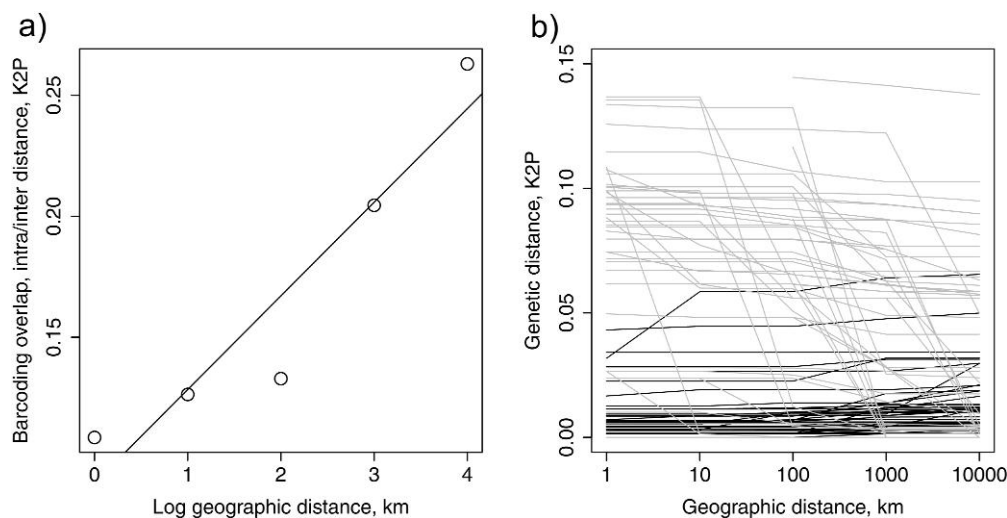 a)
Barcoding overlap, intra/inter distance, K2P
0.25
0.20
0.15
0 1 2 3 4
Log geographic distance, km
b)
Genetic distance, K2P
0.15
0.10
0.05
0.00
1 10 100 1000 10000
Geographic distance, km